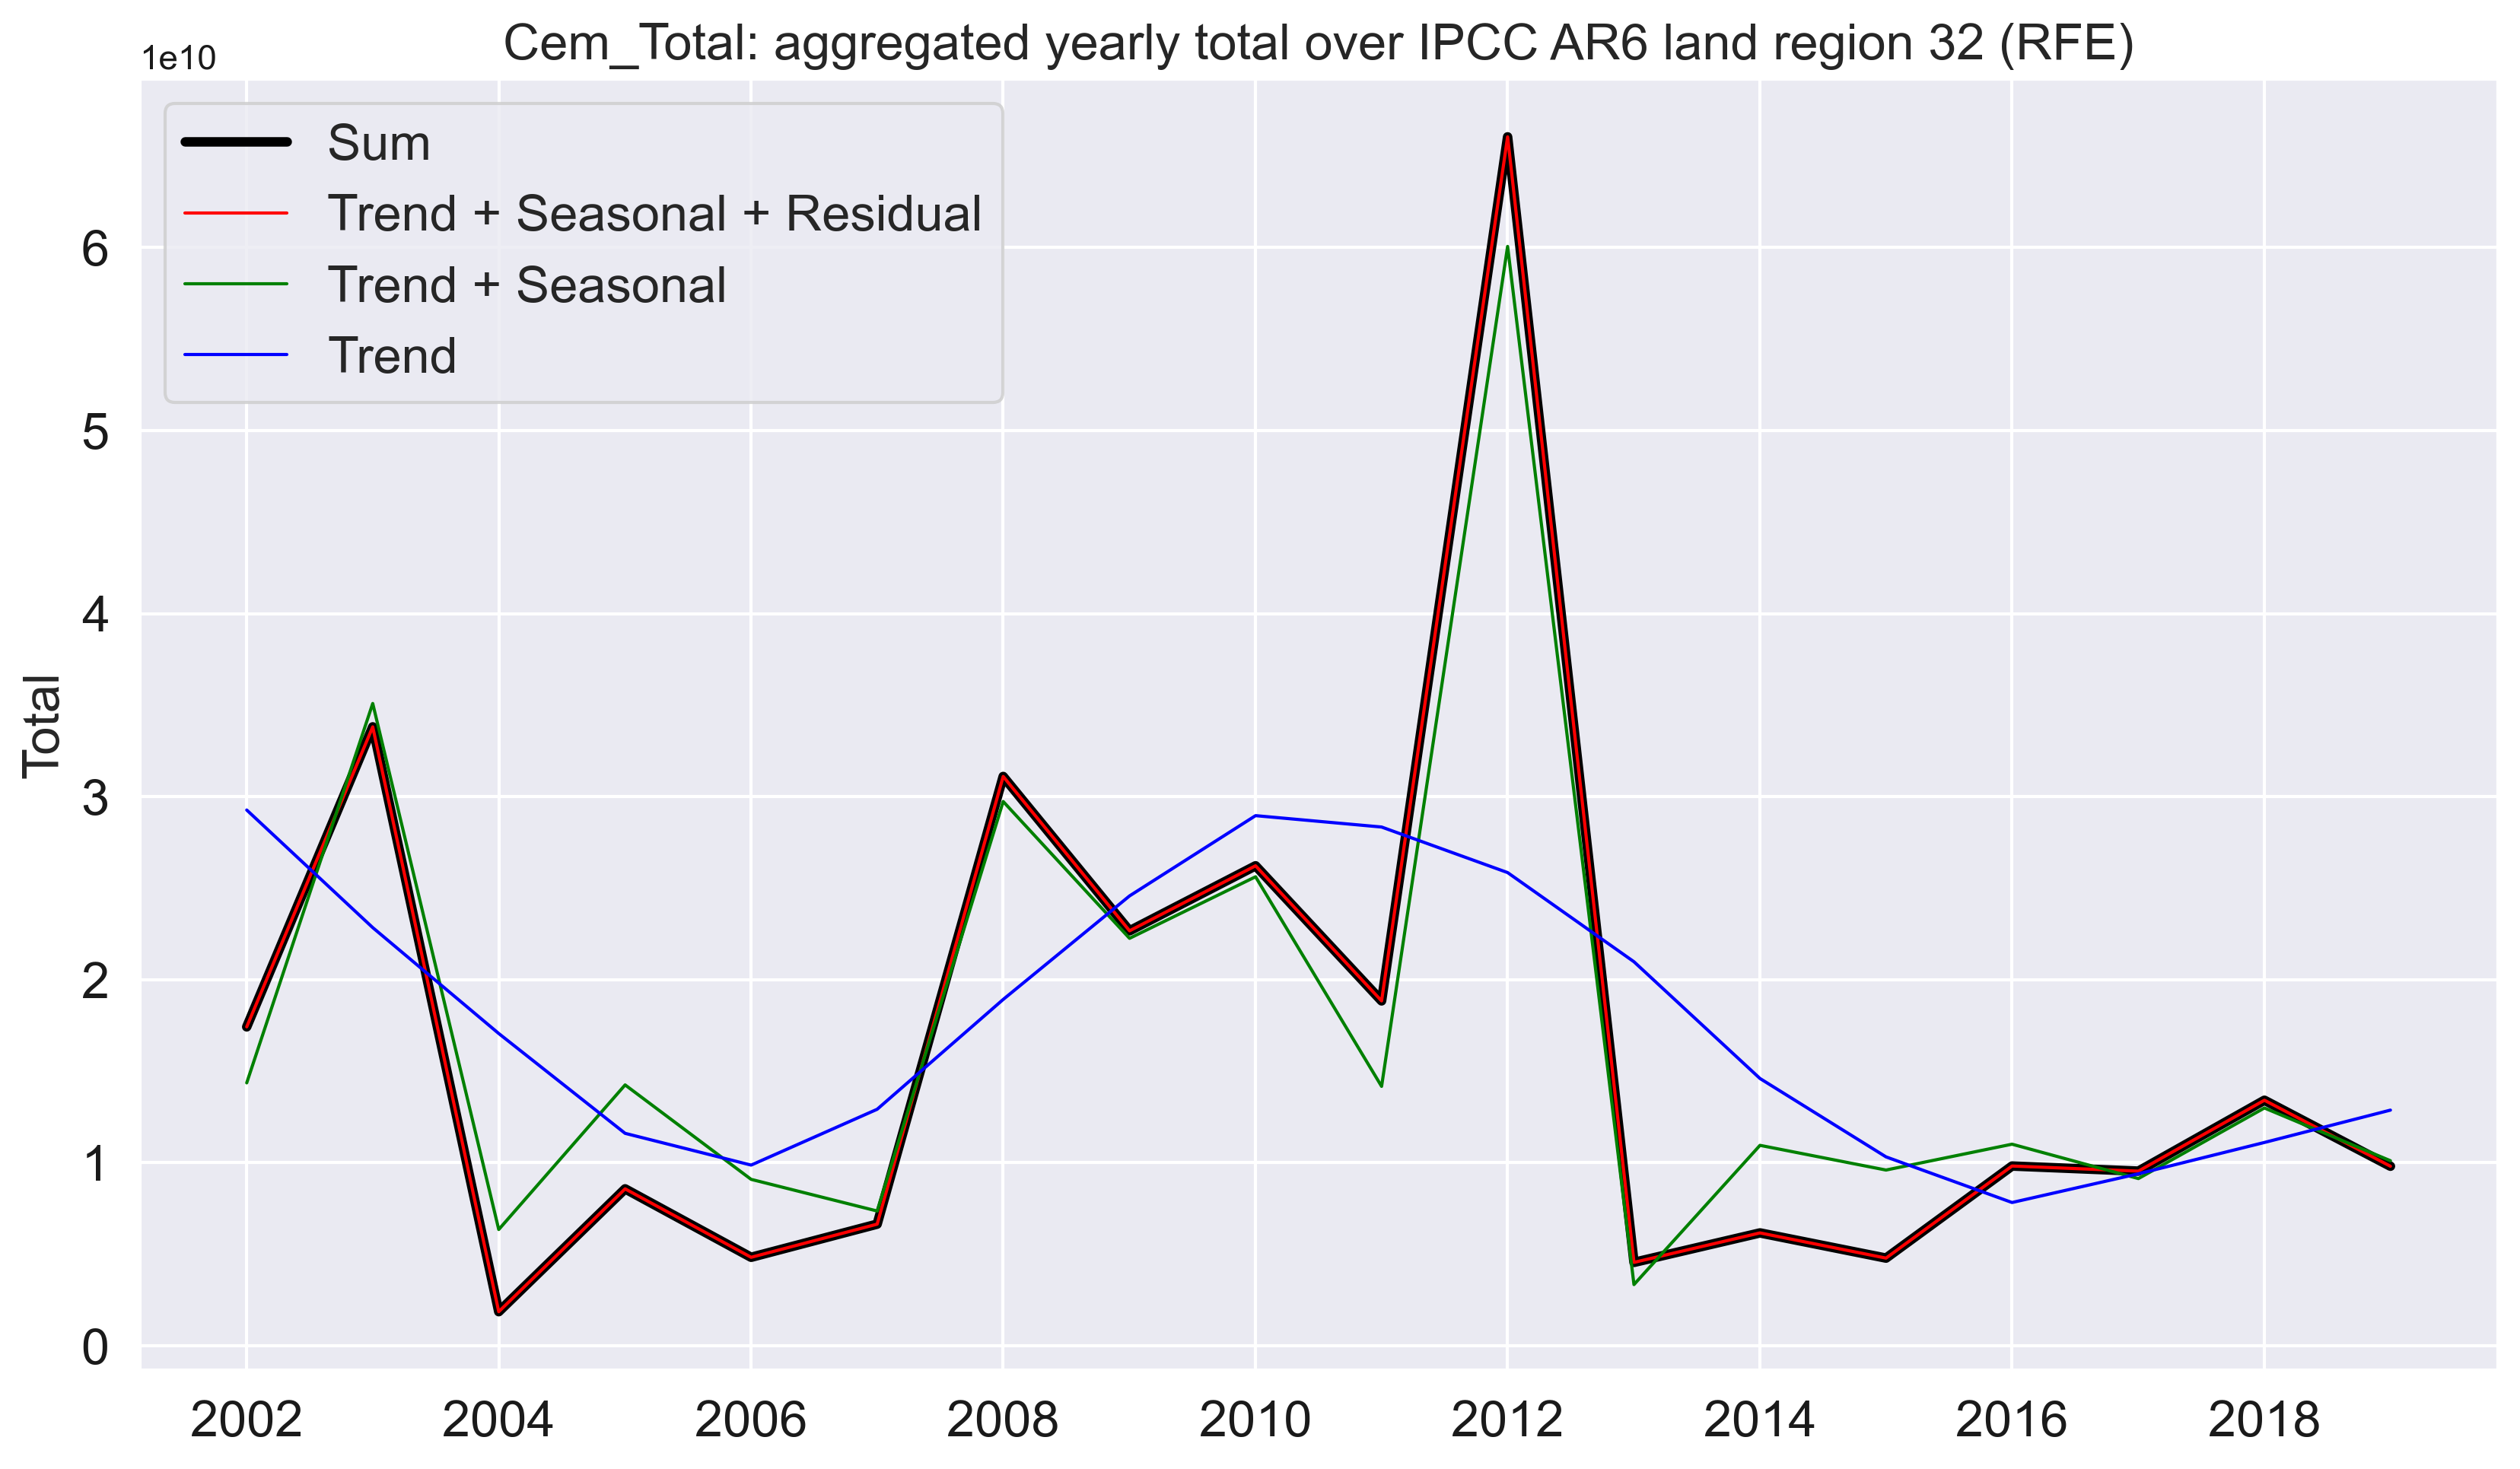 Cem_Total: aggregated yearly total over IPCC AR6 land region 32 (RFE)
1e10
Sum
Trend + Seasonal + Residual
Trend + Seasonal
Trend
6
5
4
3
2
1
0
Total
2002 2004 2006 2008 2010 2012 2014 2016 2018